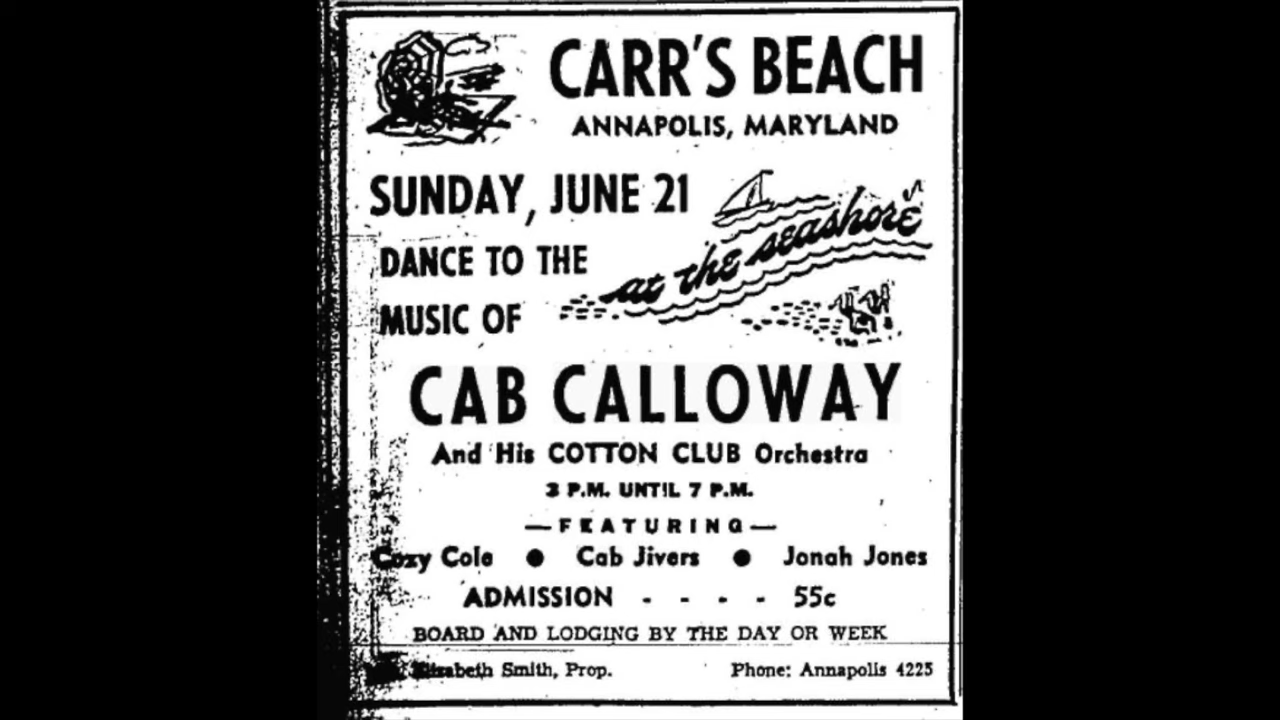 CARR'S BEACH
ANNAPOLIS, MARYLAND
SUNDAY, JUNE 21
at the seashore
DANCE TO THE
MUSIC OF
CAB CALLOWAY
And His COTTON CLUB Orchestra
3 P.M. UNTIL 7 P.M.
—FEATURING—
Cozy Cole ● Cab Jivers ● Jonah Jones
ADMISSION - - - - 55c
BOARD AND LODGING BY THE DAY OR WEEK
Elizabeth Smith, Prop. Phone: Annapolis 4225